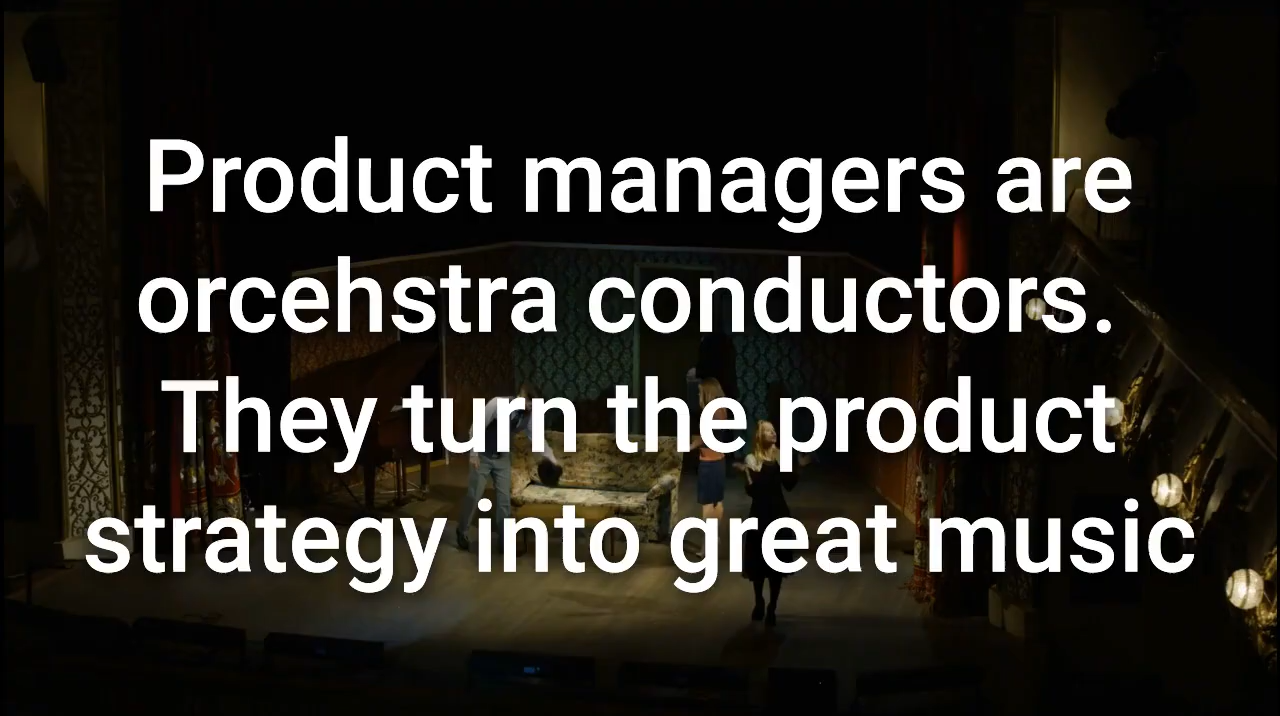 Product managers are
orcehstra conductors.
They turn the product
strategy into great music